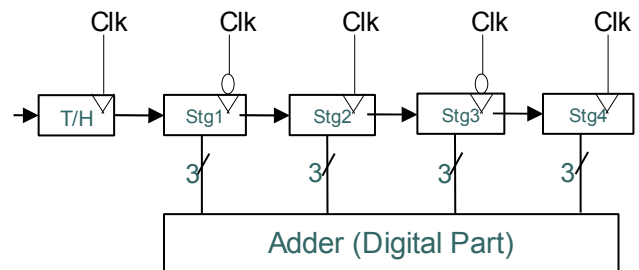 Clk Clk Clk Clk Clk
T/H Stg1 Stg2 Stg3 Stg4
3 3 3 3
Adder (Digital Part)